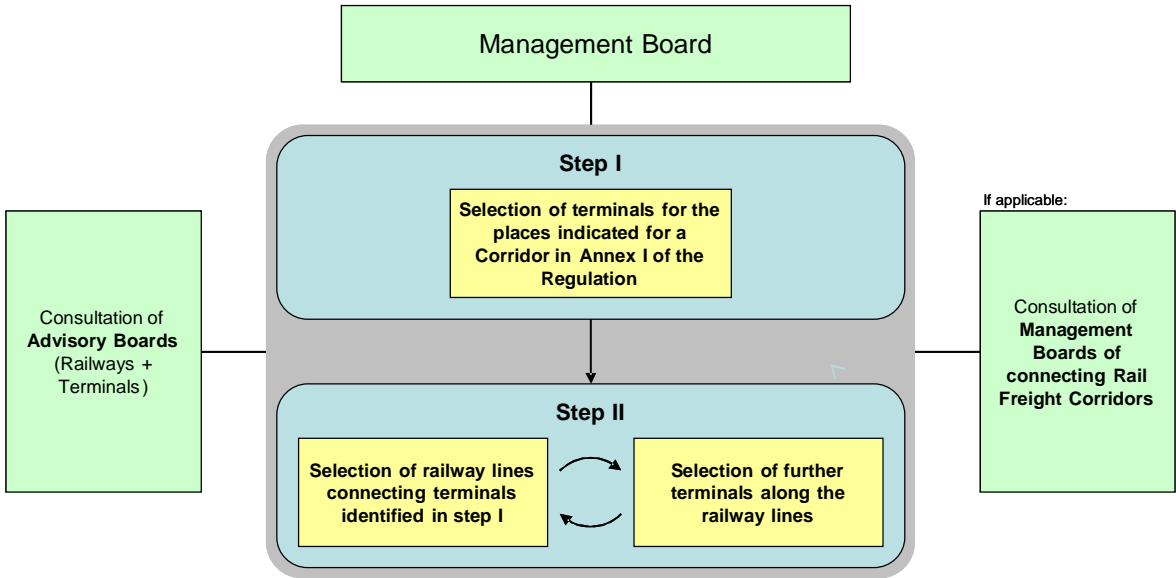 Management Board
Step I
Selection of terminals for the
places indicated for a
Corridor in Annex I of the
Regulation
Consultation of
Advisory Boards
(Railways +
Terminals)
If applicable:
Consultation of
Management
Boards of
connecting Rail
Freight Corridors
Step II
Selection of railway lines
connecting terminals
identified in step I
Selection of further
terminals along the
railway lines